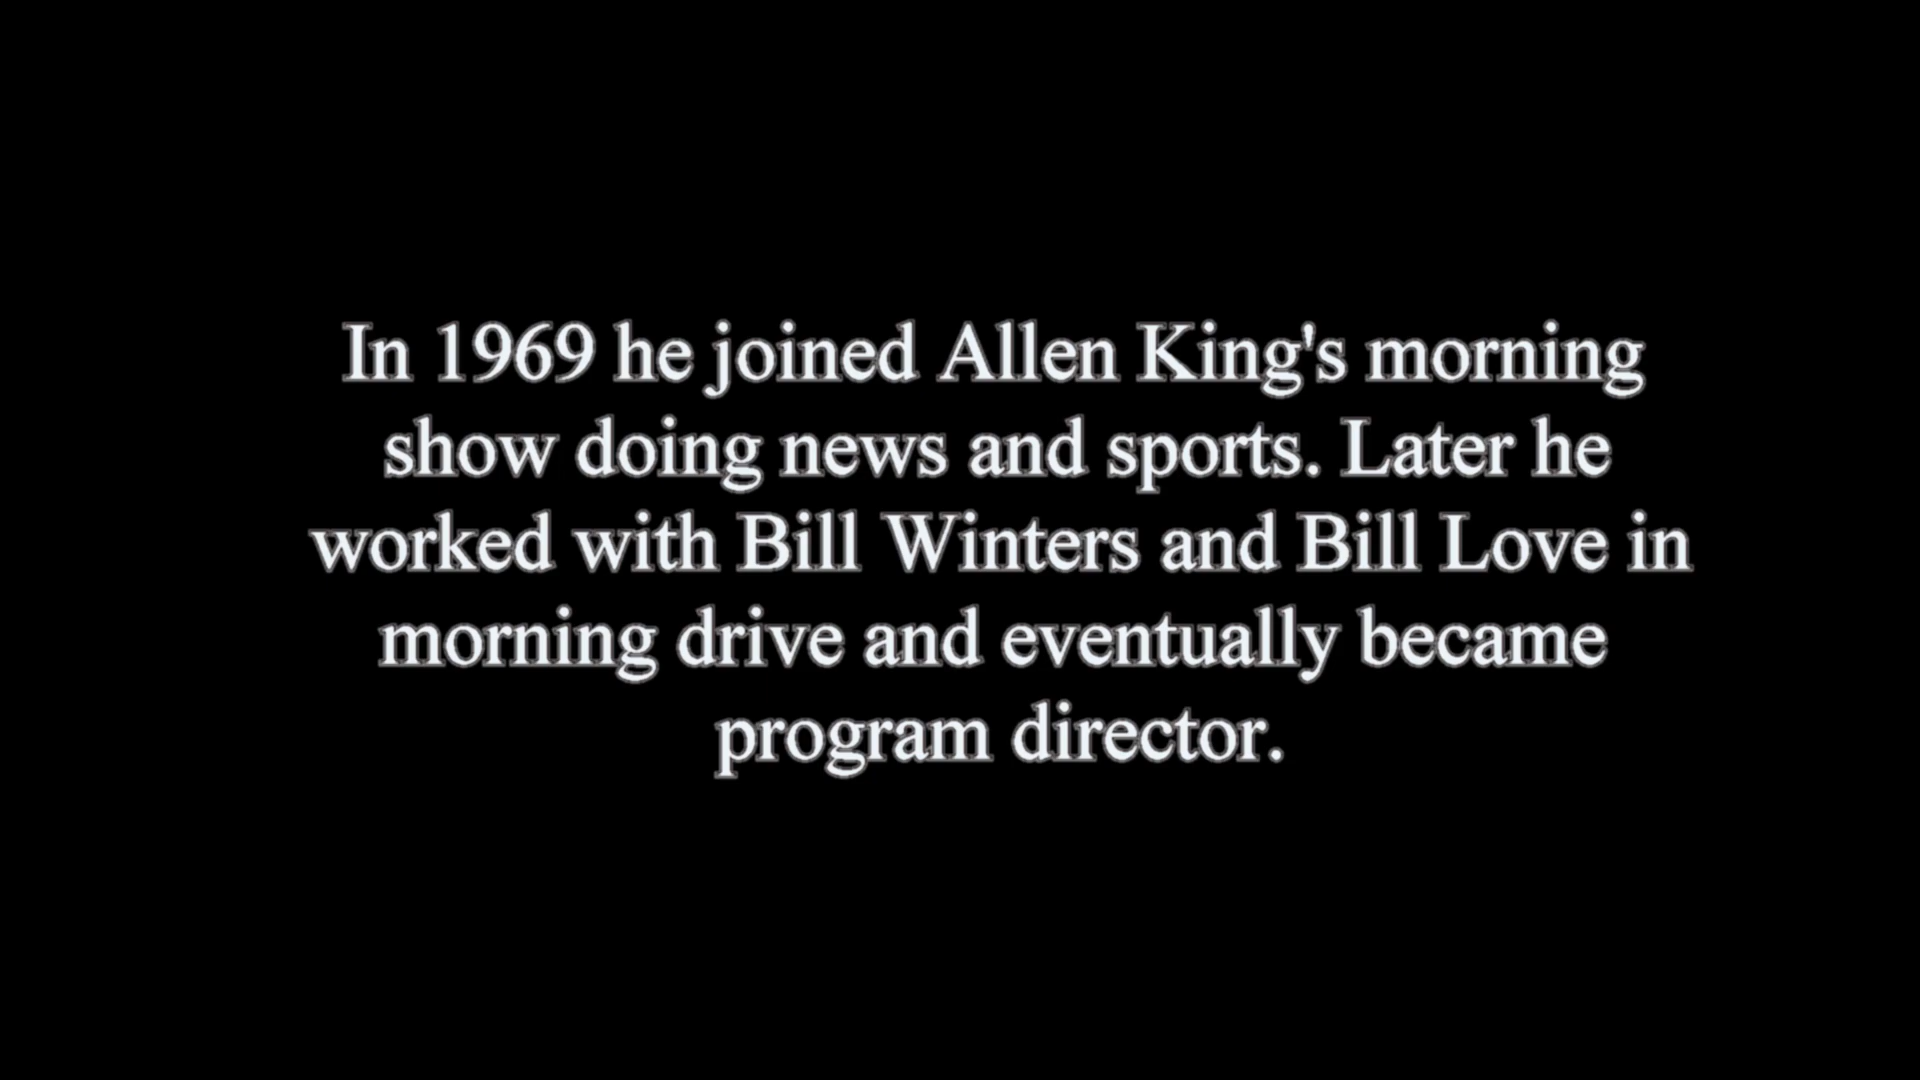 In 1969 he joined Allen King's morning
show doing news and sports. Later he
worked with Bill Winters and Bill Love in
morning drive and eventually became
program director.